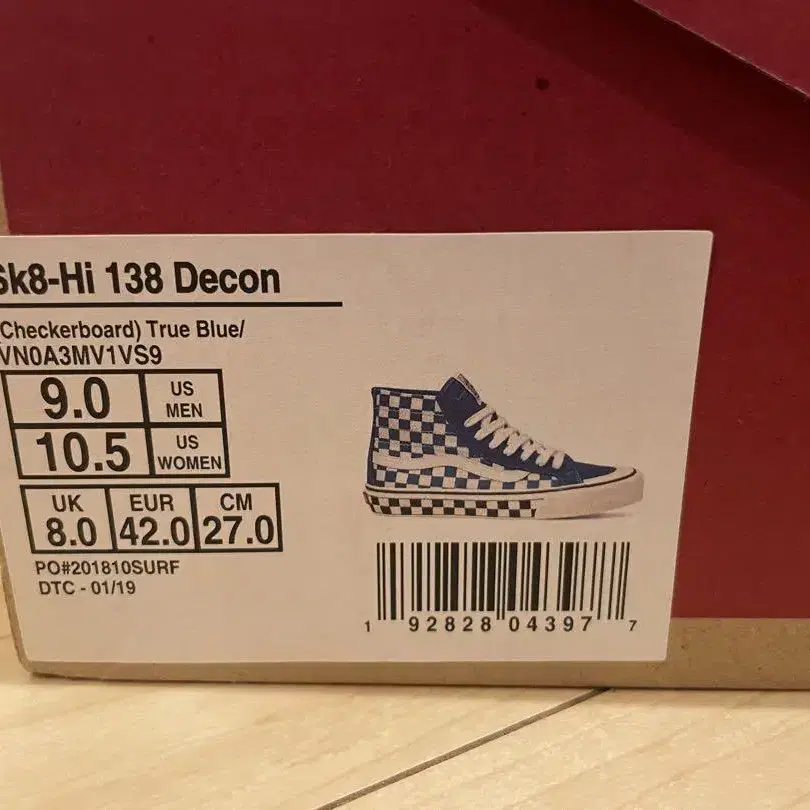 Sk8-Hi 138 Decon
(Checkerboard) True Blue/
VN0A3MV1VS9
9.0 US MEN
10.5 US WOMEN
UK EUR CM
8.0 42.0 27.0
PO#201810SURF
DTC - 01/19
1 92828 04397 7